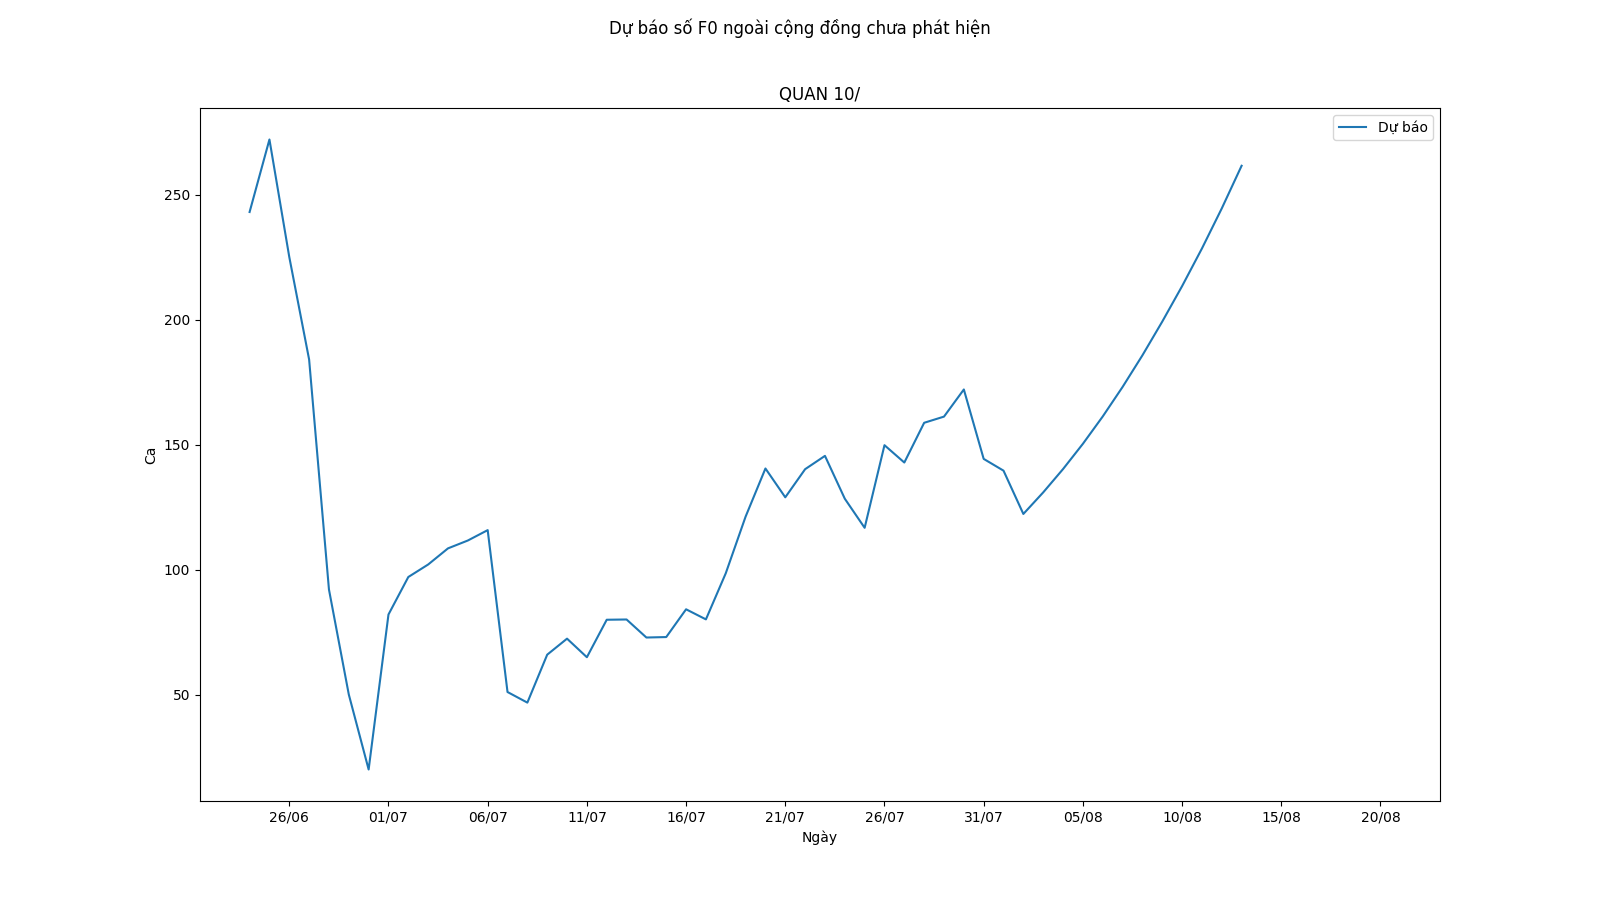 Dự báo số F0 ngoài cộng đồng chưa phát hiện
QUAN 10/
Dự báo
250
200
150
100
50
Ca
26/06 01/07 06/07 11/07 16/07 21/07 26/07 31/07 05/08 10/08 15/08 20/08
Ngày